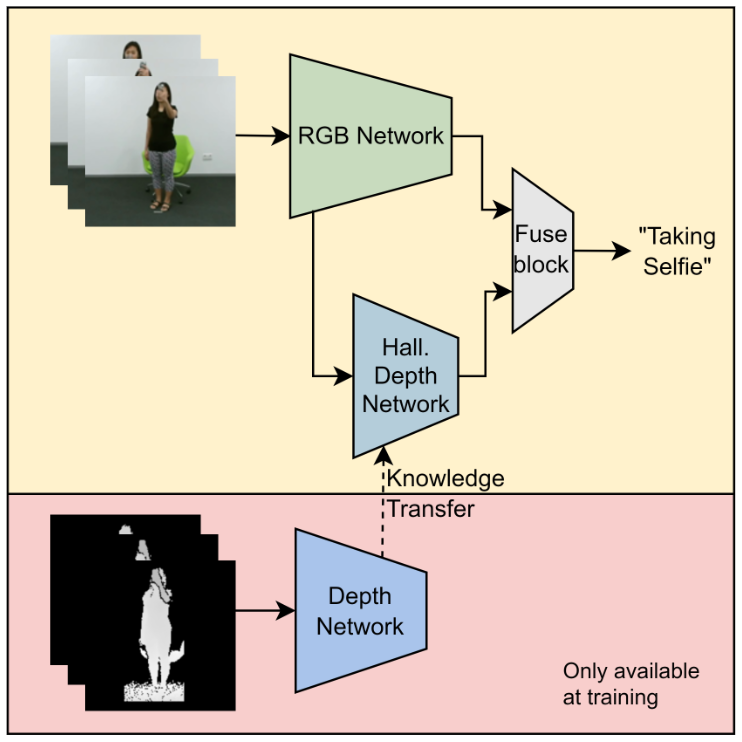 RGB Network
Fuse
block
"Taking
Selfie"
Hall.
Depth
Network
Knowledge
Transfer
Depth
Network
Only available
at training